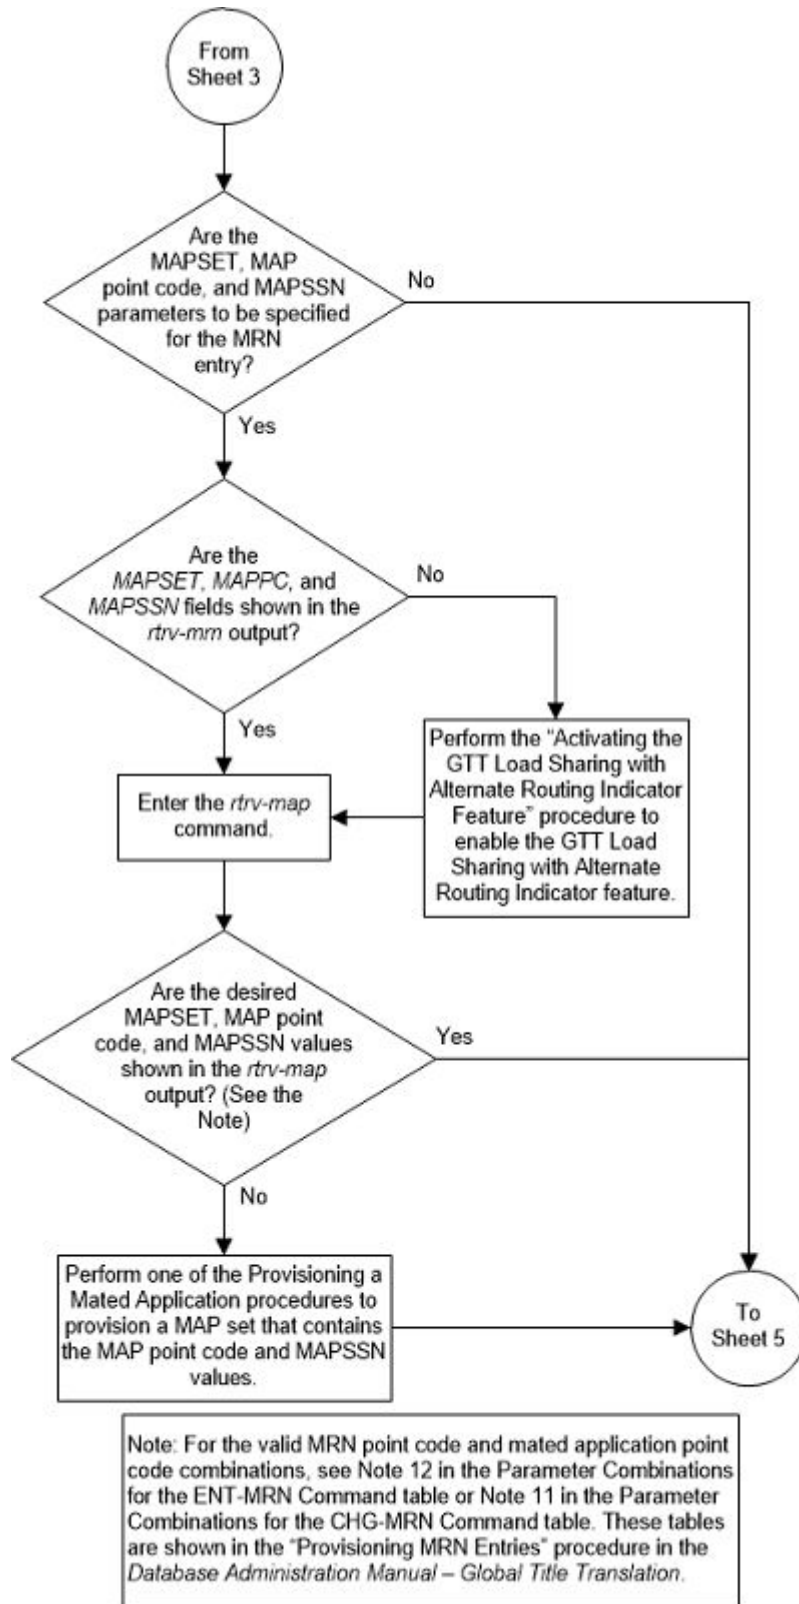 From
Sheet 3
Are the
MAPSET, MAP
point code, and MAPSSN
parameters to be specified
for the MRN
entry?
No
Yes
Are the
MAPSET, MAPPC, and
MAPSSN fields shown in the
rtrv-mrn output?
No
Yes
Perform the “Activating the
GTT Load Sharing with
Alternate Routing Indicator
Feature” procedure to
enable the GTT Load
Sharing with Alternate
Routing Indicator feature.
Enter the rtrv-map
command.
Are the desired
MAPSET, MAP point
code, and MAPSSN values
shown in the rtrv-map
output? (See the
Note)
Yes
No
Perform one of the Provisioning a
Mated Application procedures to
provision a MAP set that contains
the MAP point code and MAPSSN
values.
To
Sheet 5
Note: For the valid MRN point code and mated application point
code combinations, see Note 12 in the Parameter Combinations
for the ENT-MRN Command table or Note 11 in the Parameter
Combinations for the CHG-MRN Command table. These tables
are shown in the “Provisioning MRN Entries” procedure in the
Database Administration Manual – Global Title Translation.